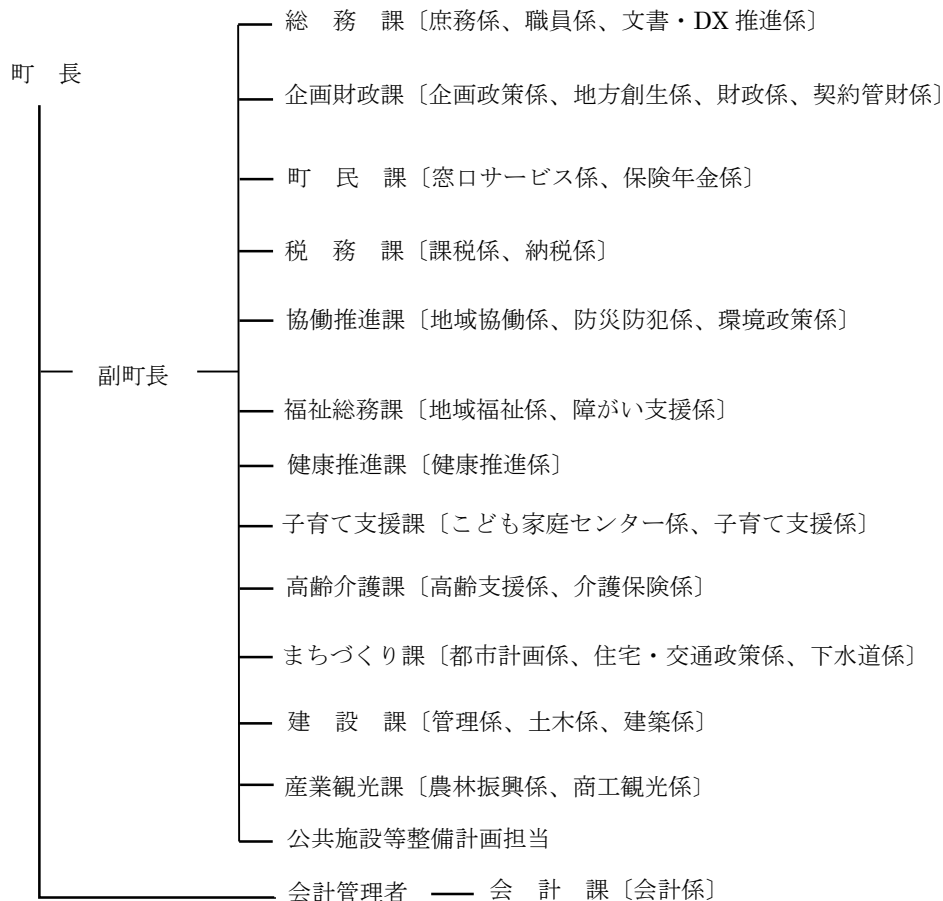 総　務　課〔庶務係、職員係、文書・DX推進係〕
町　長
企画財政課〔企画政策係、地方創生係、財政係、契約管財係〕
町　民　課〔窓口サービス係、保険年金係〕
税　務　課〔課税係、納税係〕
協働推進課〔地域協働係、防災防犯係、環境政策係〕
副町長
福祉総務課〔地域福祉係、障がい支援係〕
健康推進課〔健康推進係〕
子育て支援課〔こども家庭センター係、子育て支援係〕
高齢介護課〔高齢支援係、介護保険係〕
まちづくり課〔都市計画係、住宅・交通政策係、下水道係〕
建　設　課〔管理係、土木係、建築係〕
産業観光課〔農林振興係、商工観光係〕
公共施設等整備計画担当
会計管理者　会　計　課〔会計係〕